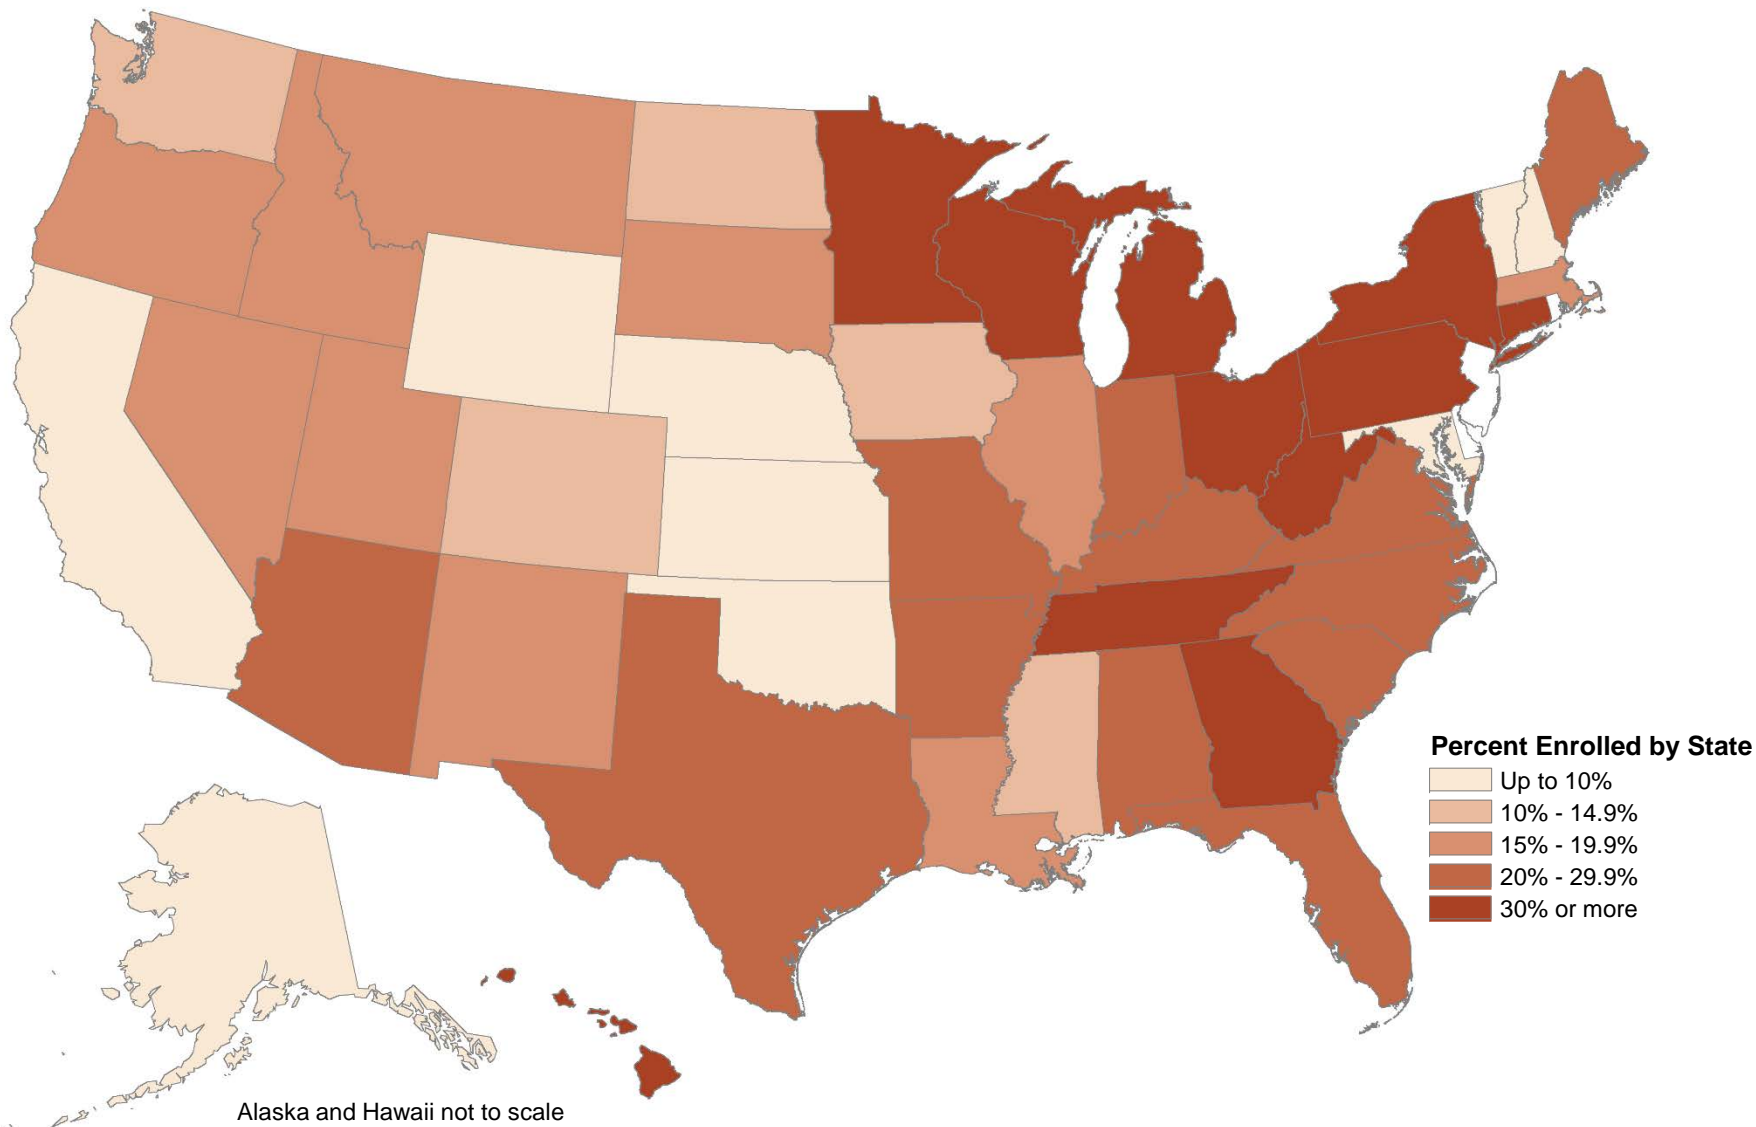 Percent Enrolled by State
Up to 10%
10% - 14.9%
15% - 19.9%
20% - 29.9%
30% or more
Alaska and Hawaii not to scale